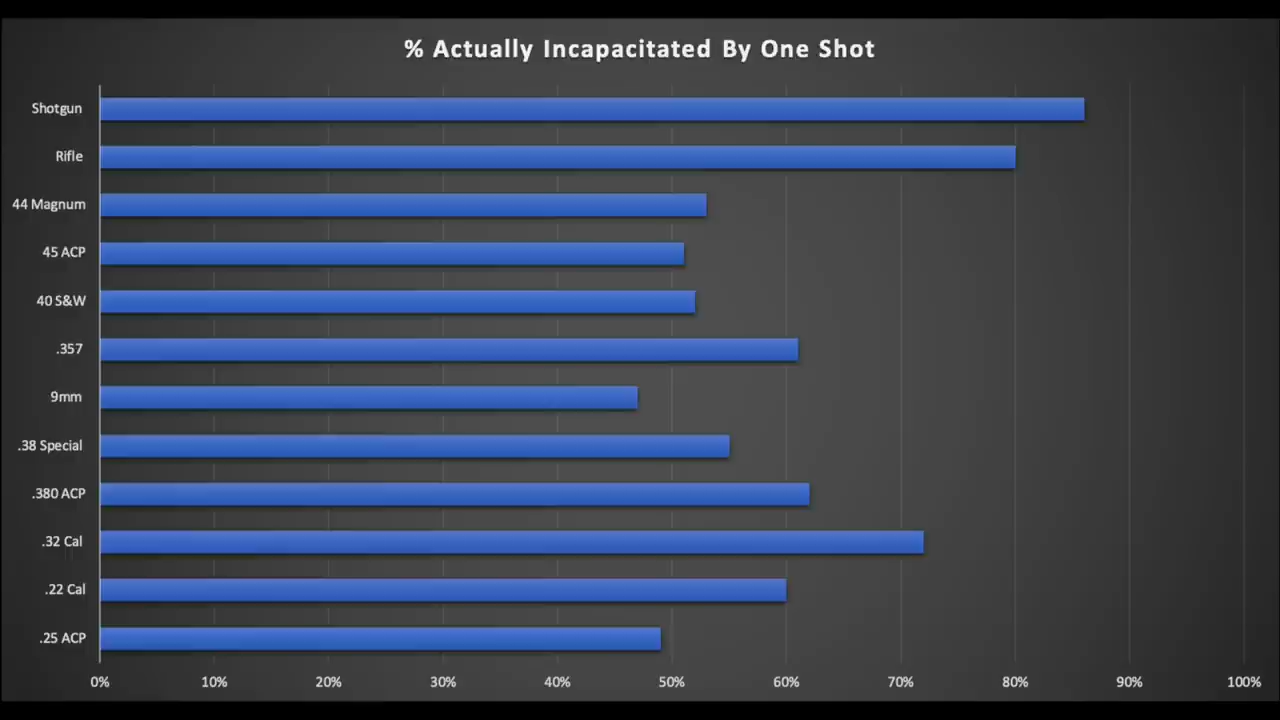 % Actually Incapacitated By One Shot
Shotgun
Rifle
44 Magnum
45 ACP
40 S&W
.357
9mm
.38 Special
.380 ACP
.32 Cal
.22 Cal
.25 ACP
0% 10% 20% 30% 40% 50% 60% 70% 80% 90% 100%